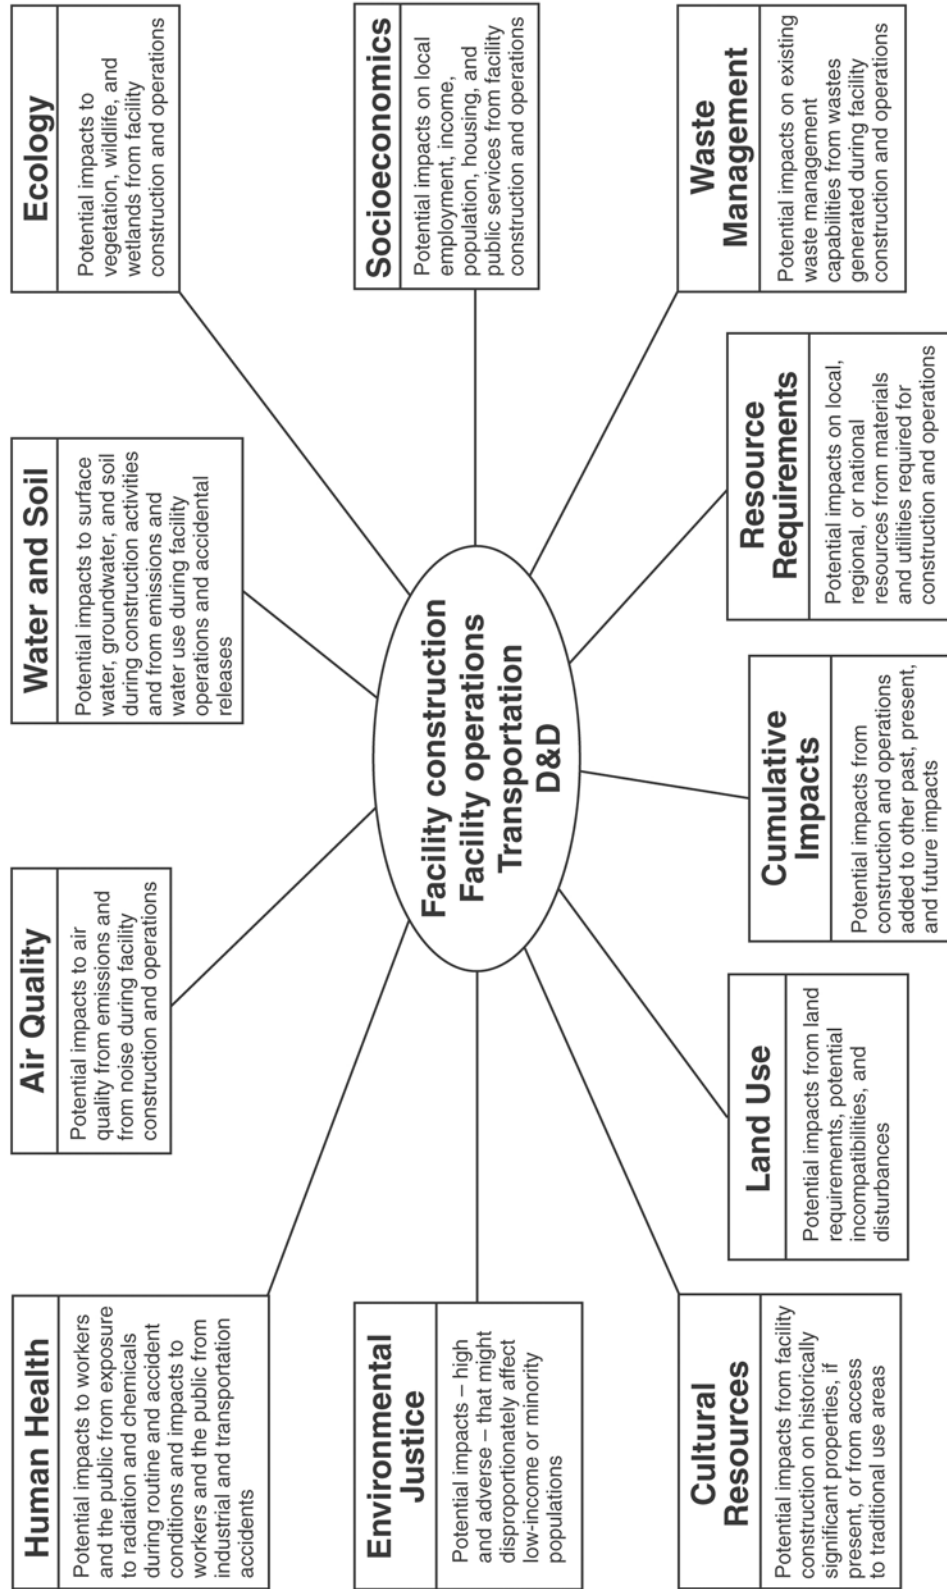 Human Health
Potential impacts to workers
and the public from exposure
to radiation and chemicals
during routine and accident
conditions and impacts to
workers and the public from
industrial and transportation
accidents
Air Quality
Potential impacts to air
quality from emissions and
from noise during facility
construction and operations
Water and Soil
Potential impacts to surface
water, groundwater, and soil
during construction activities
and from emissions and
water use during facility
operations and accidental
releases
Ecology
Potential impacts to
vegetation, wildlife, and
wetlands from facility
construction and operations
Environmental
Justice
Potential impacts – high
and adverse – that might
disproportionately affect
low-income or minority
populations
Facility construction
Facility operations
Transportation
D&D
Socioeconomics
Potential impacts on local
employment, income,
population, housing, and
public services from facility
construction and operations
Cultural
Resources
Potential impacts from facility
construction on historically
significant properties, if
present, or from access
to traditional use areas
Land Use
Potential impacts from land
requirements, potential
incompatibilities, and
disturbances
Cumulative
Impacts
Potential impacts from
construction and operations
added to other past, present,
and future impacts
Resource
Requirements
Potential impacts on local,
regional, or national
resources from materials
and utilities required for
construction and operations
Waste
Management
Potential impacts on existing
waste management
capabilities from wastes
generated during facility
construction and operations